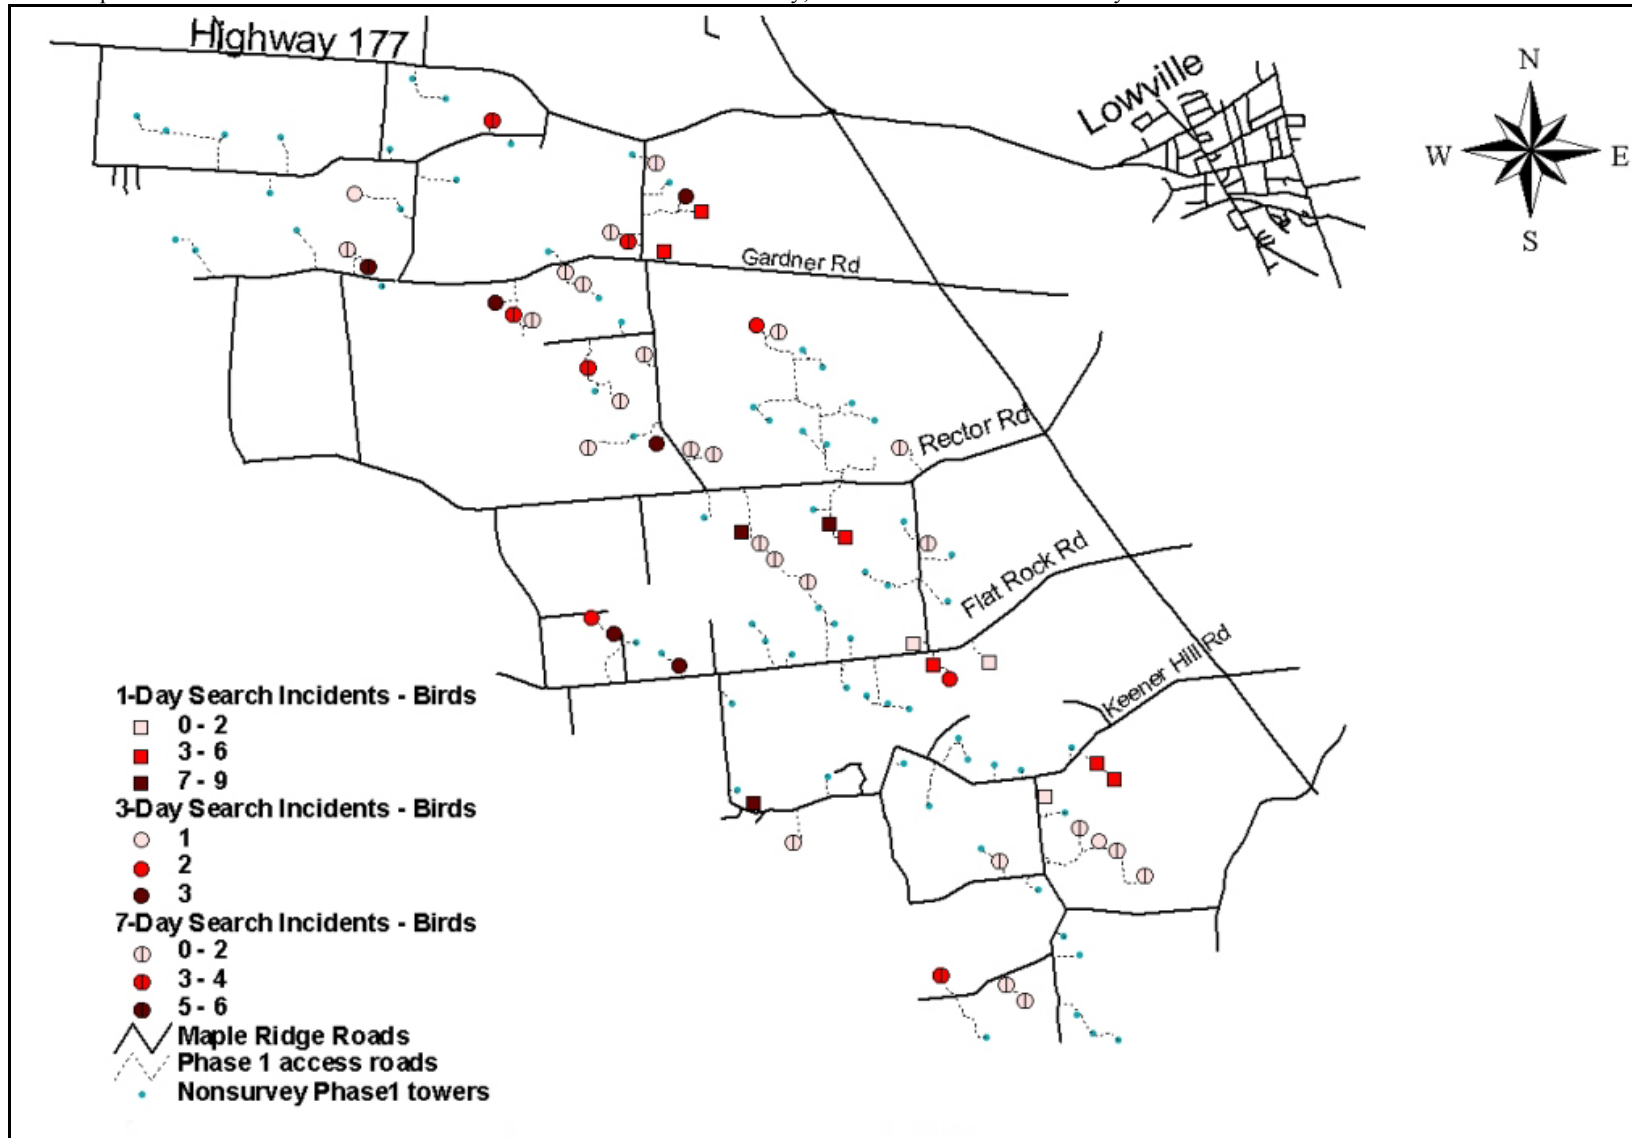 Highway 177
Lowville
N
W
E
S
Gardner Rd
Rector Rd
Flat Rock Rd
Keener Hill Rd
1-Day Search Incidents - Birds
0 - 2
3 - 6
7 - 9
3-Day Search Incidents - Birds
1
2
3
7-Day Search Incidents - Birds
0 - 2
3 - 4
5 - 6
Maple Ridge Roads
Phase 1 access roads
Nonsurvey Phase1 towers